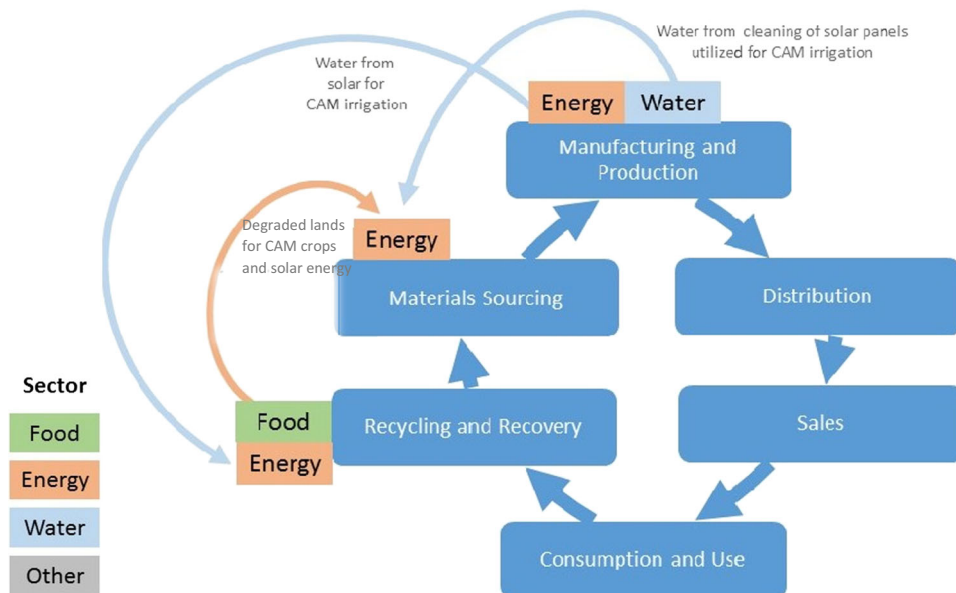 Water from cleaning of solar panels
utilized for CAM irrigation
Water from
solar for
CAM irrigation
Energy
Water
Manufacturing and
Production
Degraded lands
for CAM crops
and solar energy
Energy
Materials Sourcing
Distribution
Sector
Food
Energy
Water
Other
Food
Energy
Recycling and Recovery
Sales
Consumption and Use